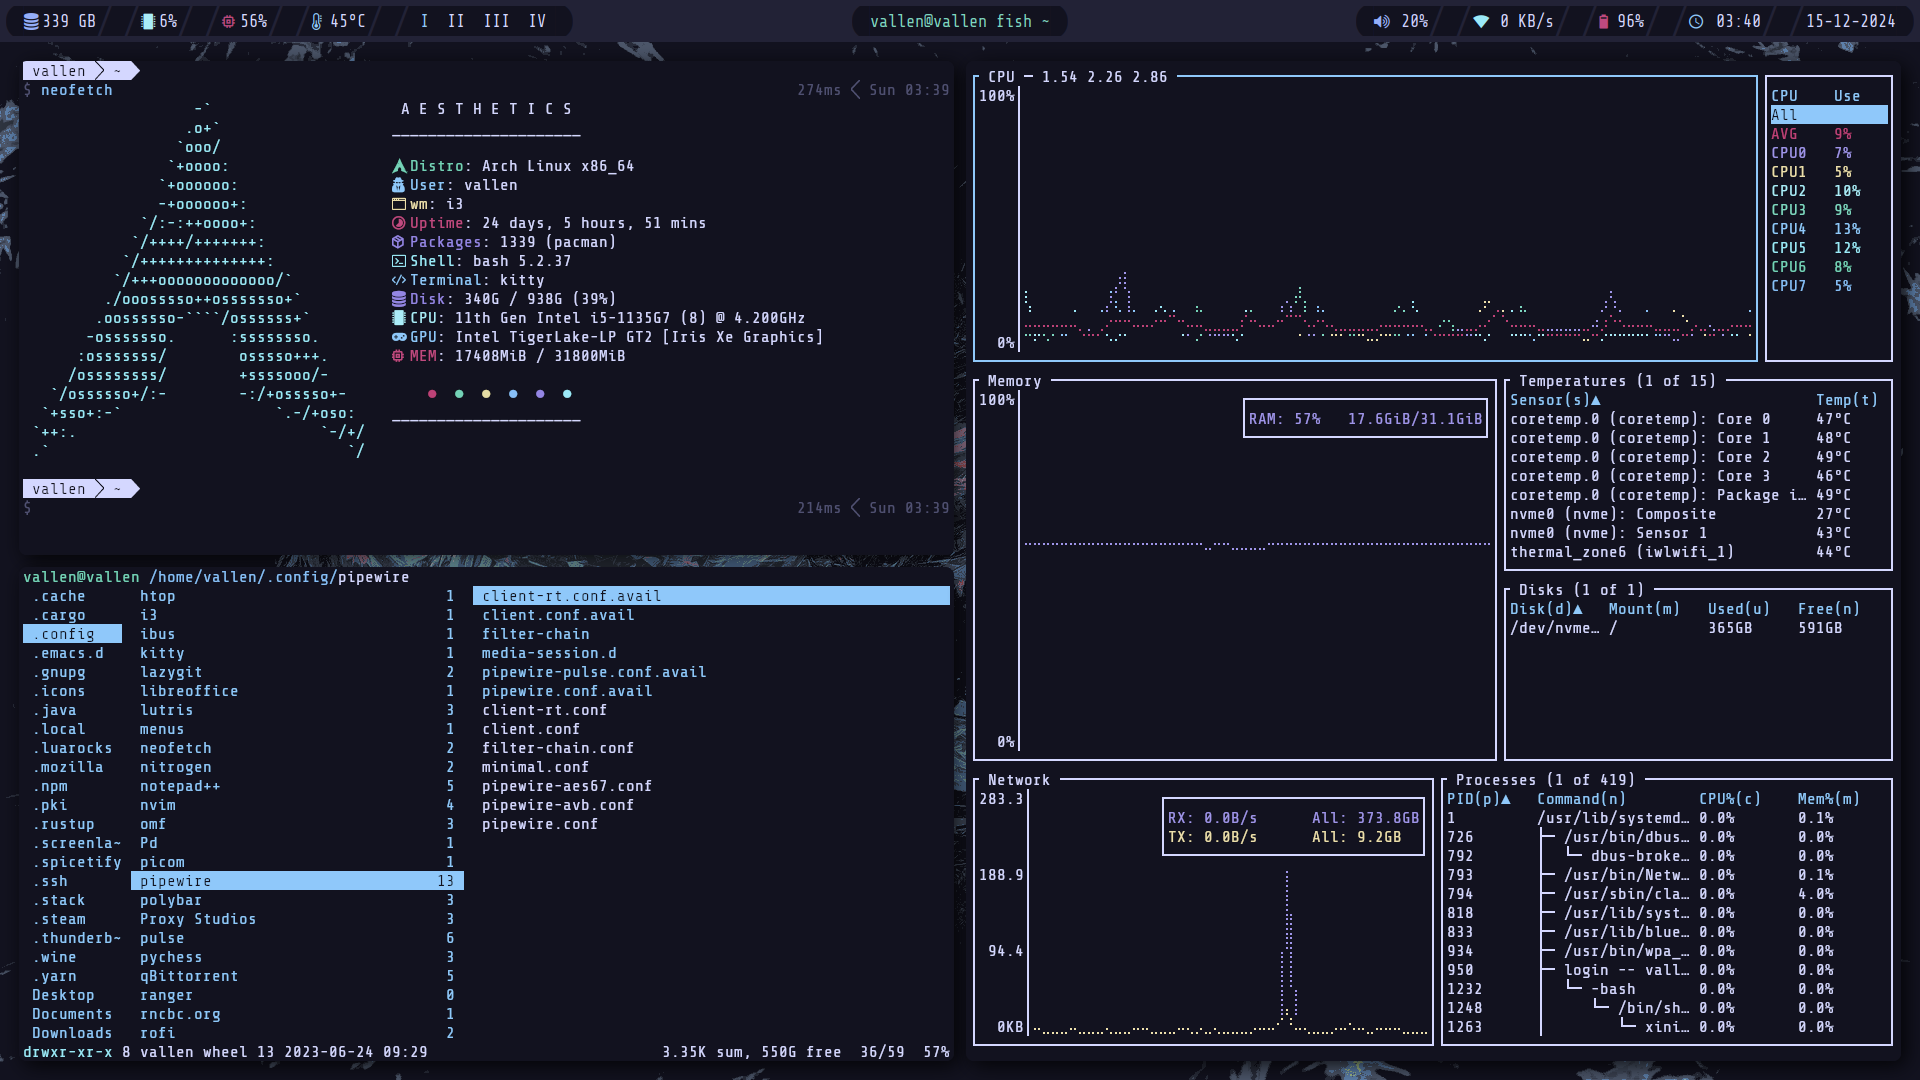 339 GB 6% 56% 45°C I II III IV vallen@vallen fish ~ 20% 0 KB/s 96% 03:40 15-12-2024
vallen ~
$ neofetch 274ms Sun 03:39
-`
.o+`
`ooo/
`+oooo:
`+oooooo:
-+oooooo+:
`/:-:++oooo+:
`/++++/+++++++:
`/++++++++++++++:
`/+++ooooooooooooo/`
./ooosssso++osssssso+`
.oossssso-````/ossssss+`
-osssssso. :ssssssso.
:osssssss/ osssso+++.
/ossssssss/ +ssssooo/-
`/ossssso+/:- -:/+osssso+-
`+sso+:-` `.-/+oso:
`++:. `-/+/
.` `/
A E S T H E T I C S
Distro: Arch Linux x86_64
User: vallen
wm: i3
Uptime: 24 days, 5 hours, 51 mins
Packages: 1339 (pacman)
Shell: bash 5.2.37
Terminal: kitty
Disk: 340G / 938G (39%)
CPU: 11th Gen Intel i5-1135G7 (8) @ 4.200GHz
GPU: Intel TigerLake-LP GT2 [Iris Xe Graphics]
MEM: 17408MiB / 31800MiB
vallen ~
$ 214ms Sun 03:39
vallen@vallen /home/vallen/.config/pipewire
.cache htop 1 client-rt.conf.avail
.cargo i3 1 client.conf.avail
.config ibus 1 filter-chain
.emacs.d kitty 1 media-session.d
.gnupg lazygit 2 pipewire-pulse.conf.avail
.icons libreoffice 1 pipewire.conf.avail
.java lutris 3 client-rt.conf
.local menus 1 client.conf
.luarocks neofetch 2 filter-chain.conf
.mozilla nitrogen 2 minimal.conf
.npm notepad++ 5 pipewire-aes67.conf
.pki nvim 4 pipewire-avb.conf
.rustup omf 3 pipewire.conf
.screenla~ Pd 1
.spicetify picom 1
.ssh pipewire 13
.stack polybar 3
.steam Proxy Studios 3
.thunderb~ pulse 6
.wine pychess 3
.yarn qBittorrent 5
Desktop ranger 0
Documents rncbc.org 1
Downloads rofi 2
drwxr-xr-x 8 vallen wheel 13 2023-06-24 09:29 3.35K sum, 550G free 36/59 57%
CPU — 1.54 2.26 2.86
100%
0%
CPU Use
All
AVG 9%
CPU0 7%
CPU1 5%
CPU2 10%
CPU3 9%
CPU4 13%
CPU5 12%
CPU6 8%
CPU7 5%
Memory
100%
RAM: 57% 17.6GiB/31.1GiB
0%
Temperatures (1 of 15)
Sensor(s)▲ Temp(t)
coretemp.0 (coretemp): Core 0 47°C
coretemp.0 (coretemp): Core 1 48°C
coretemp.0 (coretemp): Core 2 49°C
coretemp.0 (coretemp): Core 3 46°C
coretemp.0 (coretemp): Package i… 49°C
nvme0 (nvme): Composite 27°C
nvme0 (nvme): Sensor 1 43°C
thermal_zone6 (iwlwifi_1) 44°C
Disks (1 of 1)
Disk(d)▲ Mount(m) Used(u) Free(n)
/dev/nvme… / 365GB 591GB
Network
283.3
RX: 0.0B/s All: 373.8GB
TX: 0.0B/s All: 9.2GB
188.9
94.4
0KB
Processes (1 of 419)
PID(p)▲ Command(n) CPU%(c) Mem%(m)
1 /usr/lib/systemd… 0.0% 0.1%
726 ├─ /usr/bin/dbus… 0.0% 0.0%
792 │ └─ dbus-broke… 0.0% 0.0%
793 ├─ /usr/bin/Netw… 0.0% 0.1%
794 ├─ /usr/sbin/cla… 0.0% 4.0%
818 ├─ /usr/lib/syst… 0.0% 0.0%
833 ├─ /usr/lib/blue… 0.0% 0.0%
934 ├─ /usr/bin/wpa_… 0.0% 0.0%
950 ├─ login -- vall… 0.0% 0.0%
1232 │ └─ -bash 0.0% 0.0%
1248 │ └─ /bin/sh… 0.0% 0.0%
1263 │ └─ xini… 0.0% 0.0%